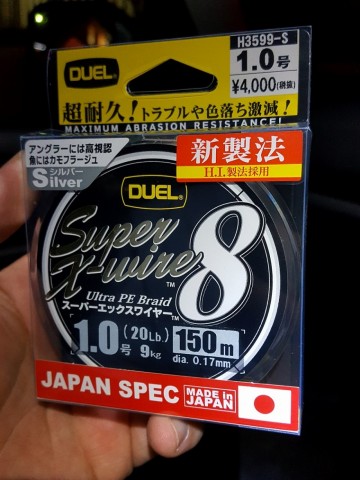 H3599-S
DUEL®
1.0号
¥4,000(税抜)
超耐久!トラブルや色落ち激減!
MAXIMUM ABRASION RESISTANCE!
アングラーには高視認
魚にはカモフラージュ
シルバー
Silver
新製法
H.I.製法採用
DUEL®
Super
X-wire™ 8™
Ultra PE Braid
スーパーエックスワイヤー
1.0号 (20Lb.) 9kg 150m
dia. 0.17mm
JAPAN SPEC
MADE in
JAPAN